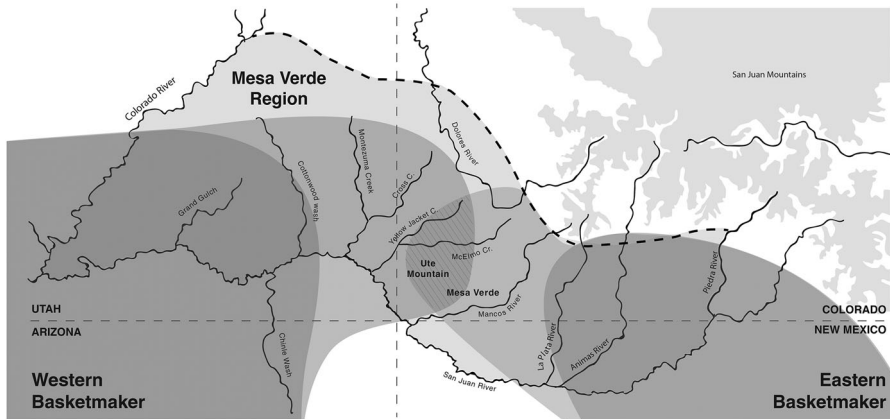 San Juan Mountains
Mesa Verde
Region
Colorado River
Dolores River
Montezuma Creek
Cottonwood wash
Cross C.
Grand Gulch
Yellow Jacket C.
McElmo Cr.
Ute
Mountain
Mesa Verde
Mancos River
Piedra River
UTAH
COLORADO
ARIZONA
NEW MEXICO
La Plata River
Animas River
Chinle Wash
San Juan River
Western
Basketmaker
Eastern
Basketmaker